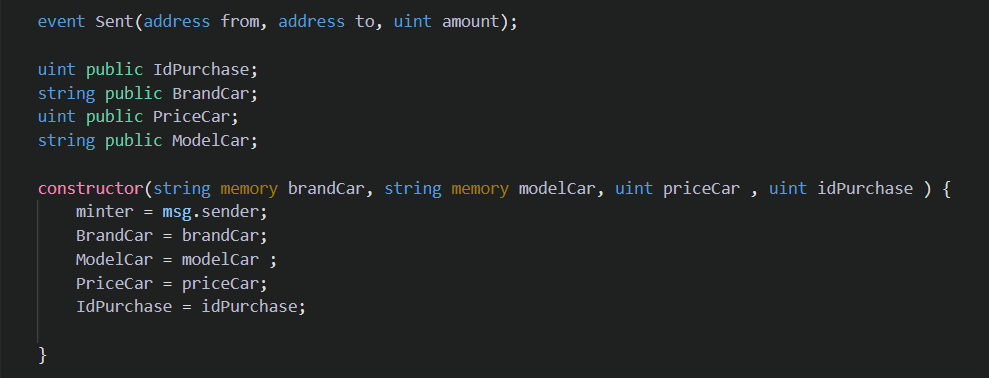 event Sent(address from, address to, uint amount);
uint public IdPurchase;
string public BrandCar;
uint public PriceCar;
string public ModelCar;
constructor(string memory brandCar, string memory modelCar, uint priceCar , uint idPurchase ) {
minter = msg.sender;
BrandCar = brandCar;
ModelCar = modelCar ;
PriceCar = priceCar;
IdPurchase = idPurchase;
}